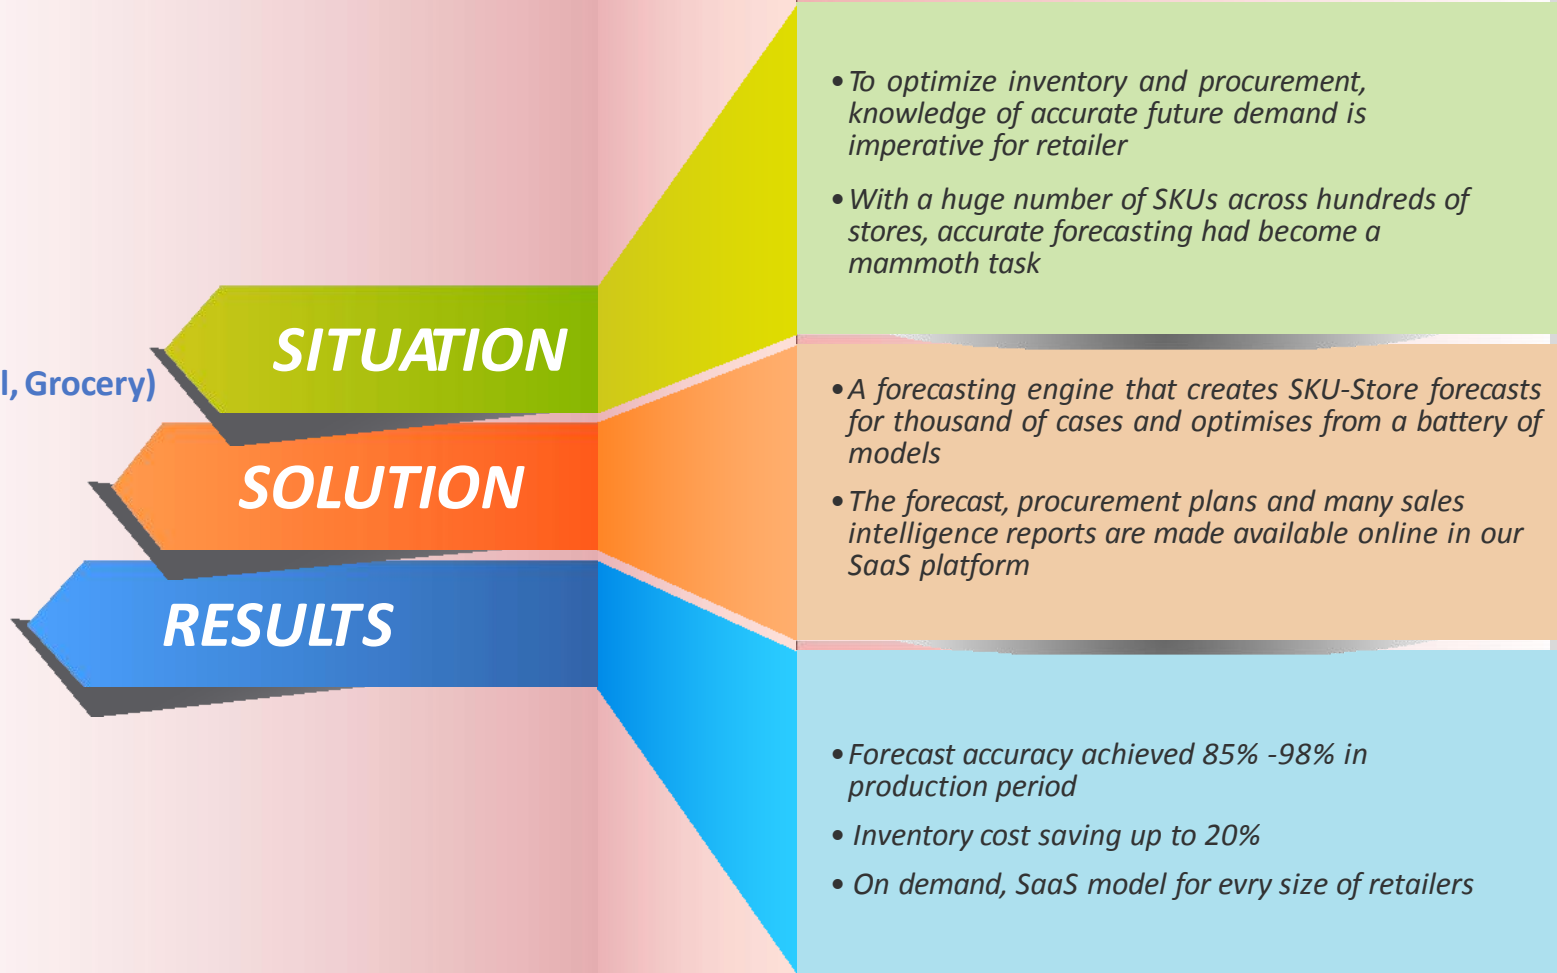 •To optimize inventory and procurement,
knowledge of accurate future demand is
imperative for retailer
•With a huge number of SKUs across hundreds of
stores, accurate forecasting had become a
mammoth task
SITUATION
l, Grocery)
•A forecasting engine that creates SKU-Store forecasts
for thousand of cases and optimises from a battery of
models
•The forecast, procurement plans and many sales
intelligence reports are made available online in our
SaaS platform
SOLUTION
RESULTS
•Forecast accuracy achieved 85% -98% in
production period
• Inventory cost saving up to 20%
• On demand, SaaS model for evry size of retailers